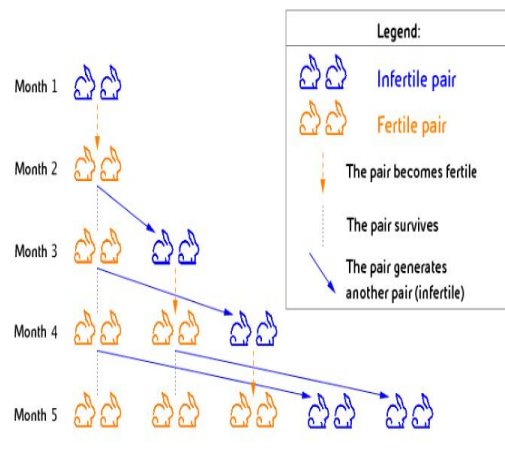 Legend:
Month 1
Infertile pair
Fertile pair
Month 2
The pair becomes fertile
The pair survives
Month 3
The pair generates
another pair (infertile)
Month 4
Month 5